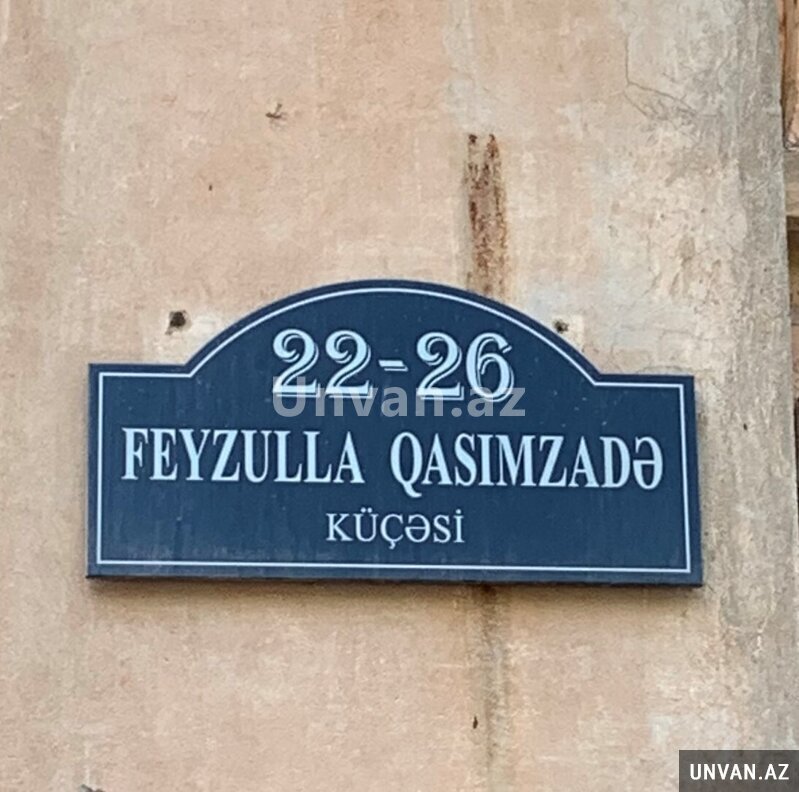 22-26
Unvan.az
FEYZULLA QASIMZADƏ
KÜÇƏSİ
UNVAN.AZ